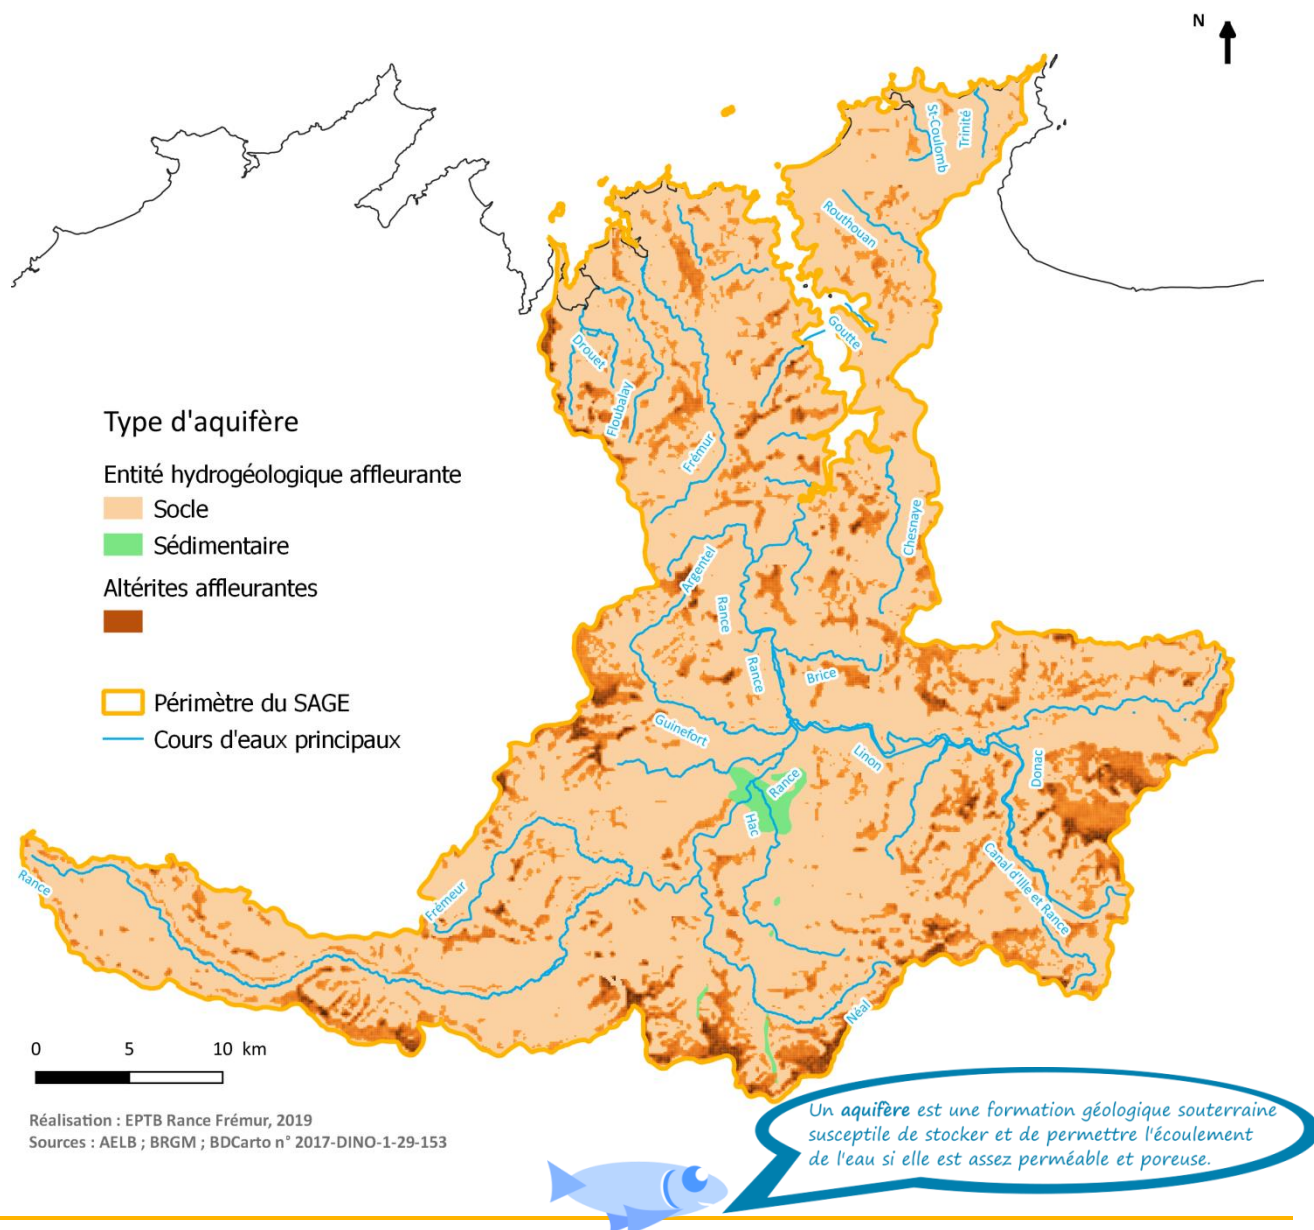 N
St-Coulomb
Trinité
Routhouan
Goutte
Drouet
Floubalay
Frémur
Type d'aquifère
Entité hydrogéologique affleurante
Socle
Sédimentaire
Altérites affleurantes
Périmètre du SAGE
Cours d'eaux principaux
Chesnaye
Argentel
Rance
Rance
Brice
Guinefort
Linon
Donac
Rance
Hac
Canal d'Ille et Rance
Rance
Frémeur
Néal
0 5 10 km
Réalisation : EPTB Rance Frémur, 2019
Sources : AELB ; BRGM ; BDCarto n° 2017-DINO-1-29-153
Un aquifère est une formation géologique souterraine
susceptile de stocker et de permettre l'écoulement
de l'eau si elle est assez perméable et poreuse.